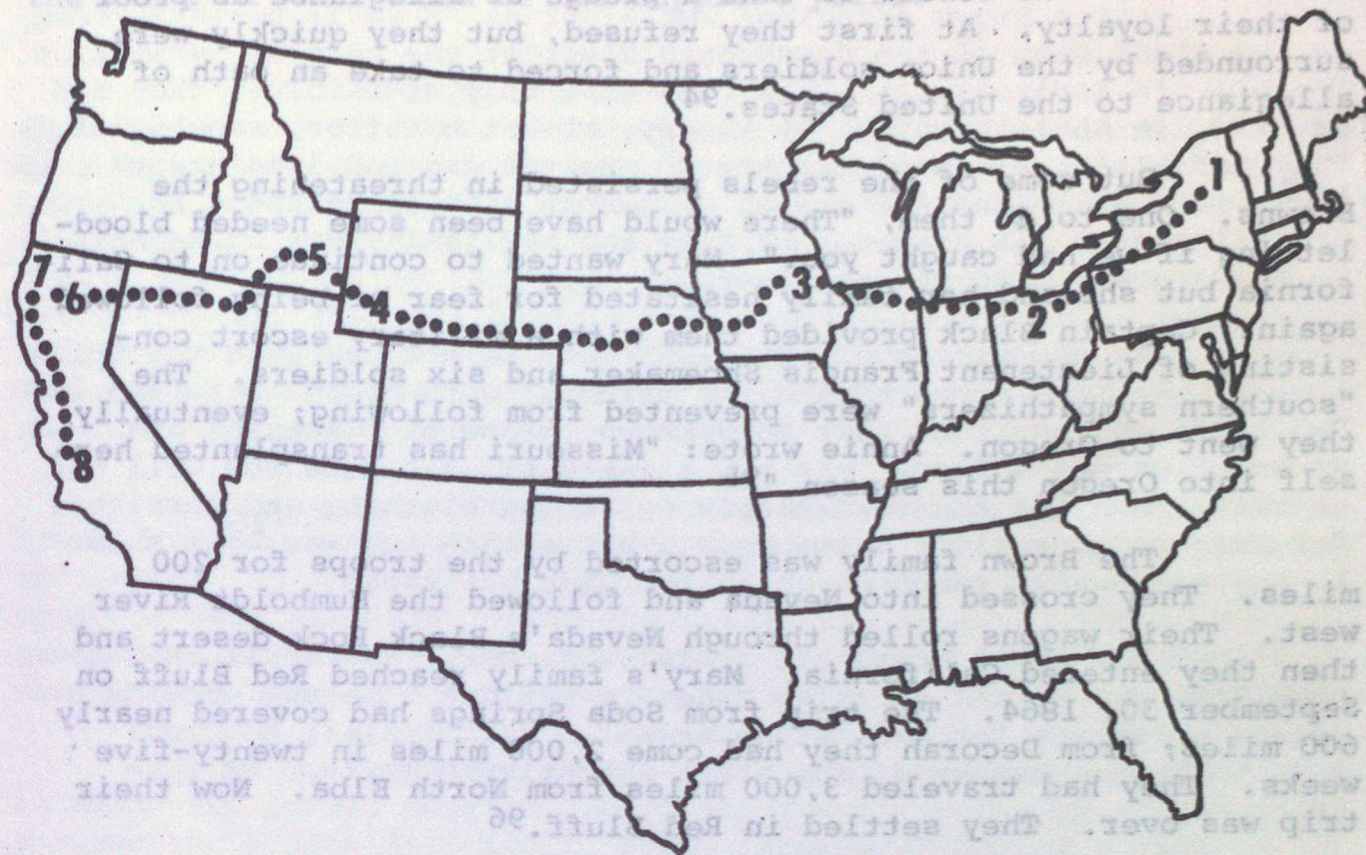 take a pledge of allegiance as proof
of their loyalty. At first they refused, but they quickly were
surrounded by the Union soldiers and forced to take an oath of
allegiance to the United States.94
But some of the rebels persisted in threatening the
Browns. One told them, "There would have been some needed blood-
letting if we had caught you." Mary wanted to continue on to Cali-
fornia but she family hesitated for fear of being followed
again. Captain Black provided them with military escort con-
sisting of Lieutenant Francis Shoemaker and six soldiers. The
"southern sympathizers" were prevented from following; eventually
they went to Oregon. Annie wrote: "Missouri has transplanted her
self into Oregon this season."95
The Brown family was escorted by the troops for 200
miles. They crossed into Nevada and followed the Humboldt River
west. Their wagons rolled through Nevada's Black Rock desert and
then they entered California. Mary's family reached Red Bluff on
September 30, 1864. The trip from Soda Springs had covered nearly
600 miles; from Decorah they had come 2,000 miles in twenty-five
weeks. They had traveled 3,000 miles from North Elba. Now their
trip was over. They settled in Red Bluff.96
1
2
3
4
5
6
7
8